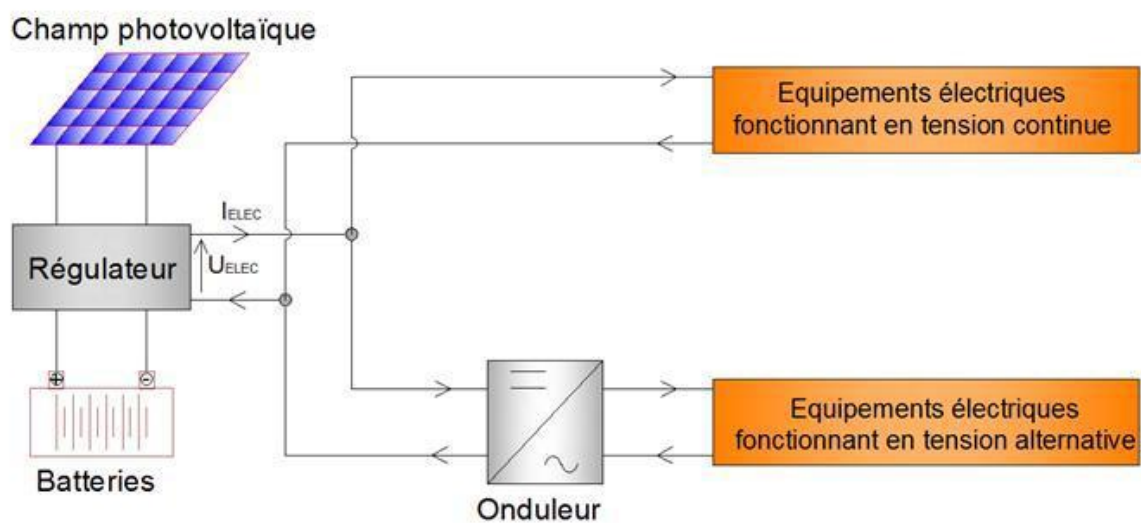 Champ photovoltaïque
Equipements électriques
fonctionnant en tension continue
IELEC
Régulateur
UELEC
Equipements électriques
fonctionnant en tension alternative
Batteries
Onduleur